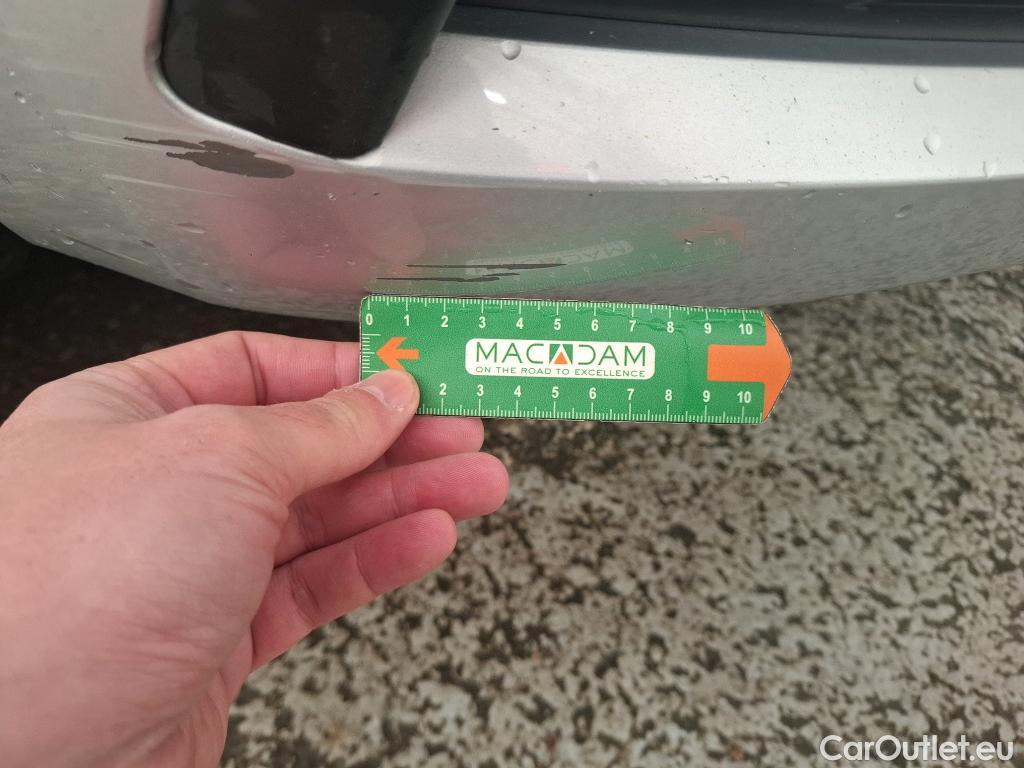 0 1 2 3 4 5 6 7 8 9 10
MACADAM
ON THE ROAD TO EXCELLENCE
2 3 4 5 6 7 8 9 10
CarOutlet.eu